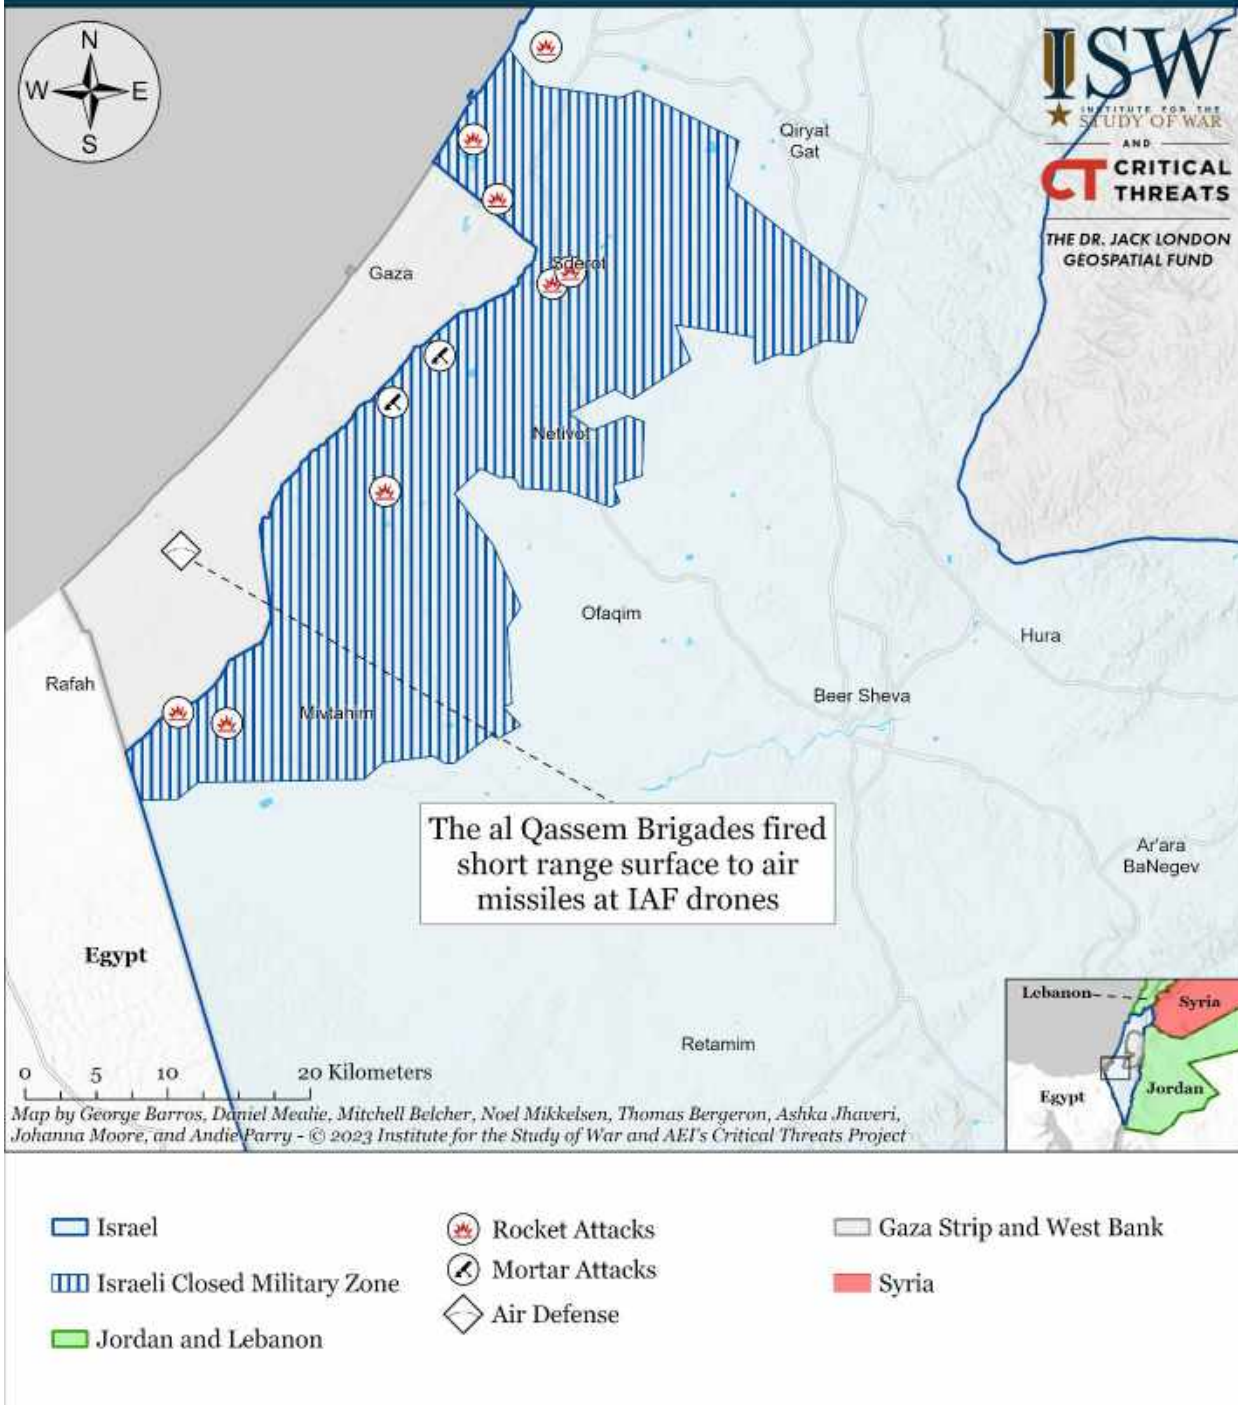 N
W
E
S
ISW
INSTITUTE FOR THE
STUDY OF WAR
AND
CT CRITICAL
THREATS
THE DR. JACK LONDON
GEOSPATIAL FUND
Qiryat
Gat
Gaza
Sderot
Netivot
Ofaqim
Hura
Rafah
Mivtahim
Beer Sheva
The al Qassem Brigades fired
short range surface to air
missiles at IAF drones
Ar'ara
BaNegev
Egypt
Retamim
Lebanon
Syria
Egypt
Jordan
0 5 10 20 Kilometers
Map by George Barros, Daniel Mealie, Mitchell Belcher, Noel Mikkelsen, Thomas Bergeron, Ashka Jhaveri,
Johanna Moore, and Andie Parry - © 2023 Institute for the Study of War and AEI's Critical Threats Project
Israel
Israeli Closed Military Zone
Jordan and Lebanon
Rocket Attacks
Mortar Attacks
Air Defense
Gaza Strip and West Bank
Syria